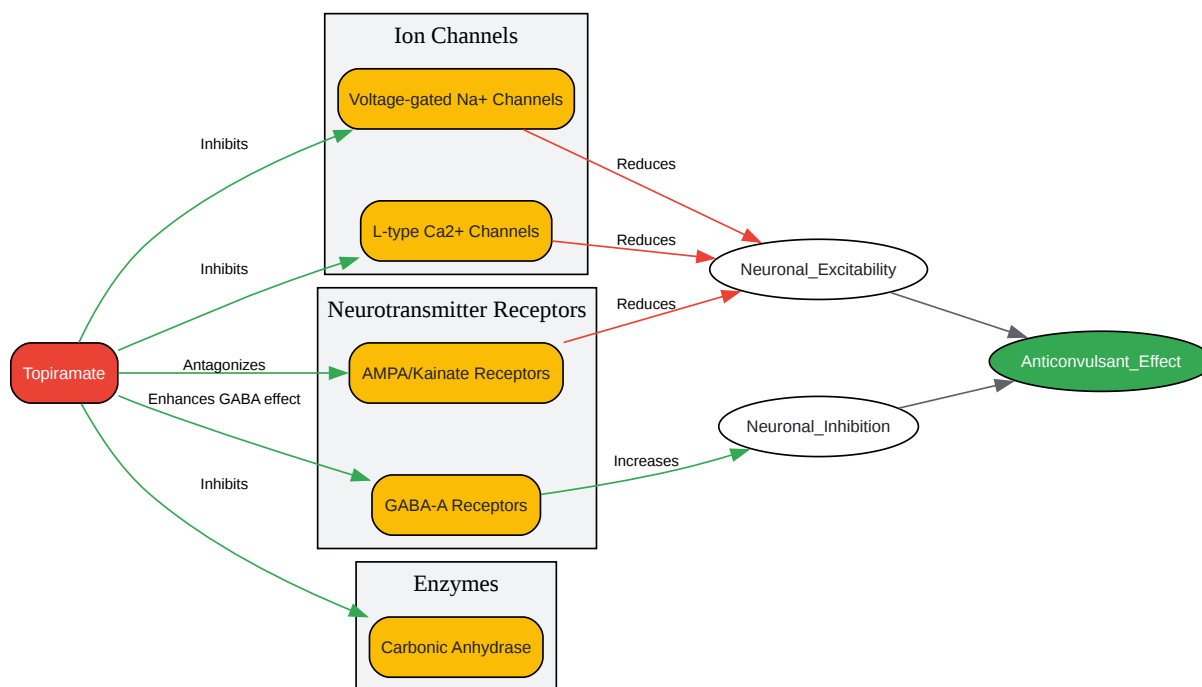 Ion Channels
Voltage-gated Na+ Channels
Inhibits
Reduces
L-type Ca2+ Channels
Reduces
Inhibits
Neuronal_Excitability
Neurotransmitter Receptors
Reduces
Topiramate
Antagonizes
AMPA/Kainate Receptors
Anticonvulsant_Effect
Enhances GABA effect
Neuronal_Inhibition
Increases
Inhibits
GABA-A Receptors
Enzymes
Carbonic Anhydrase